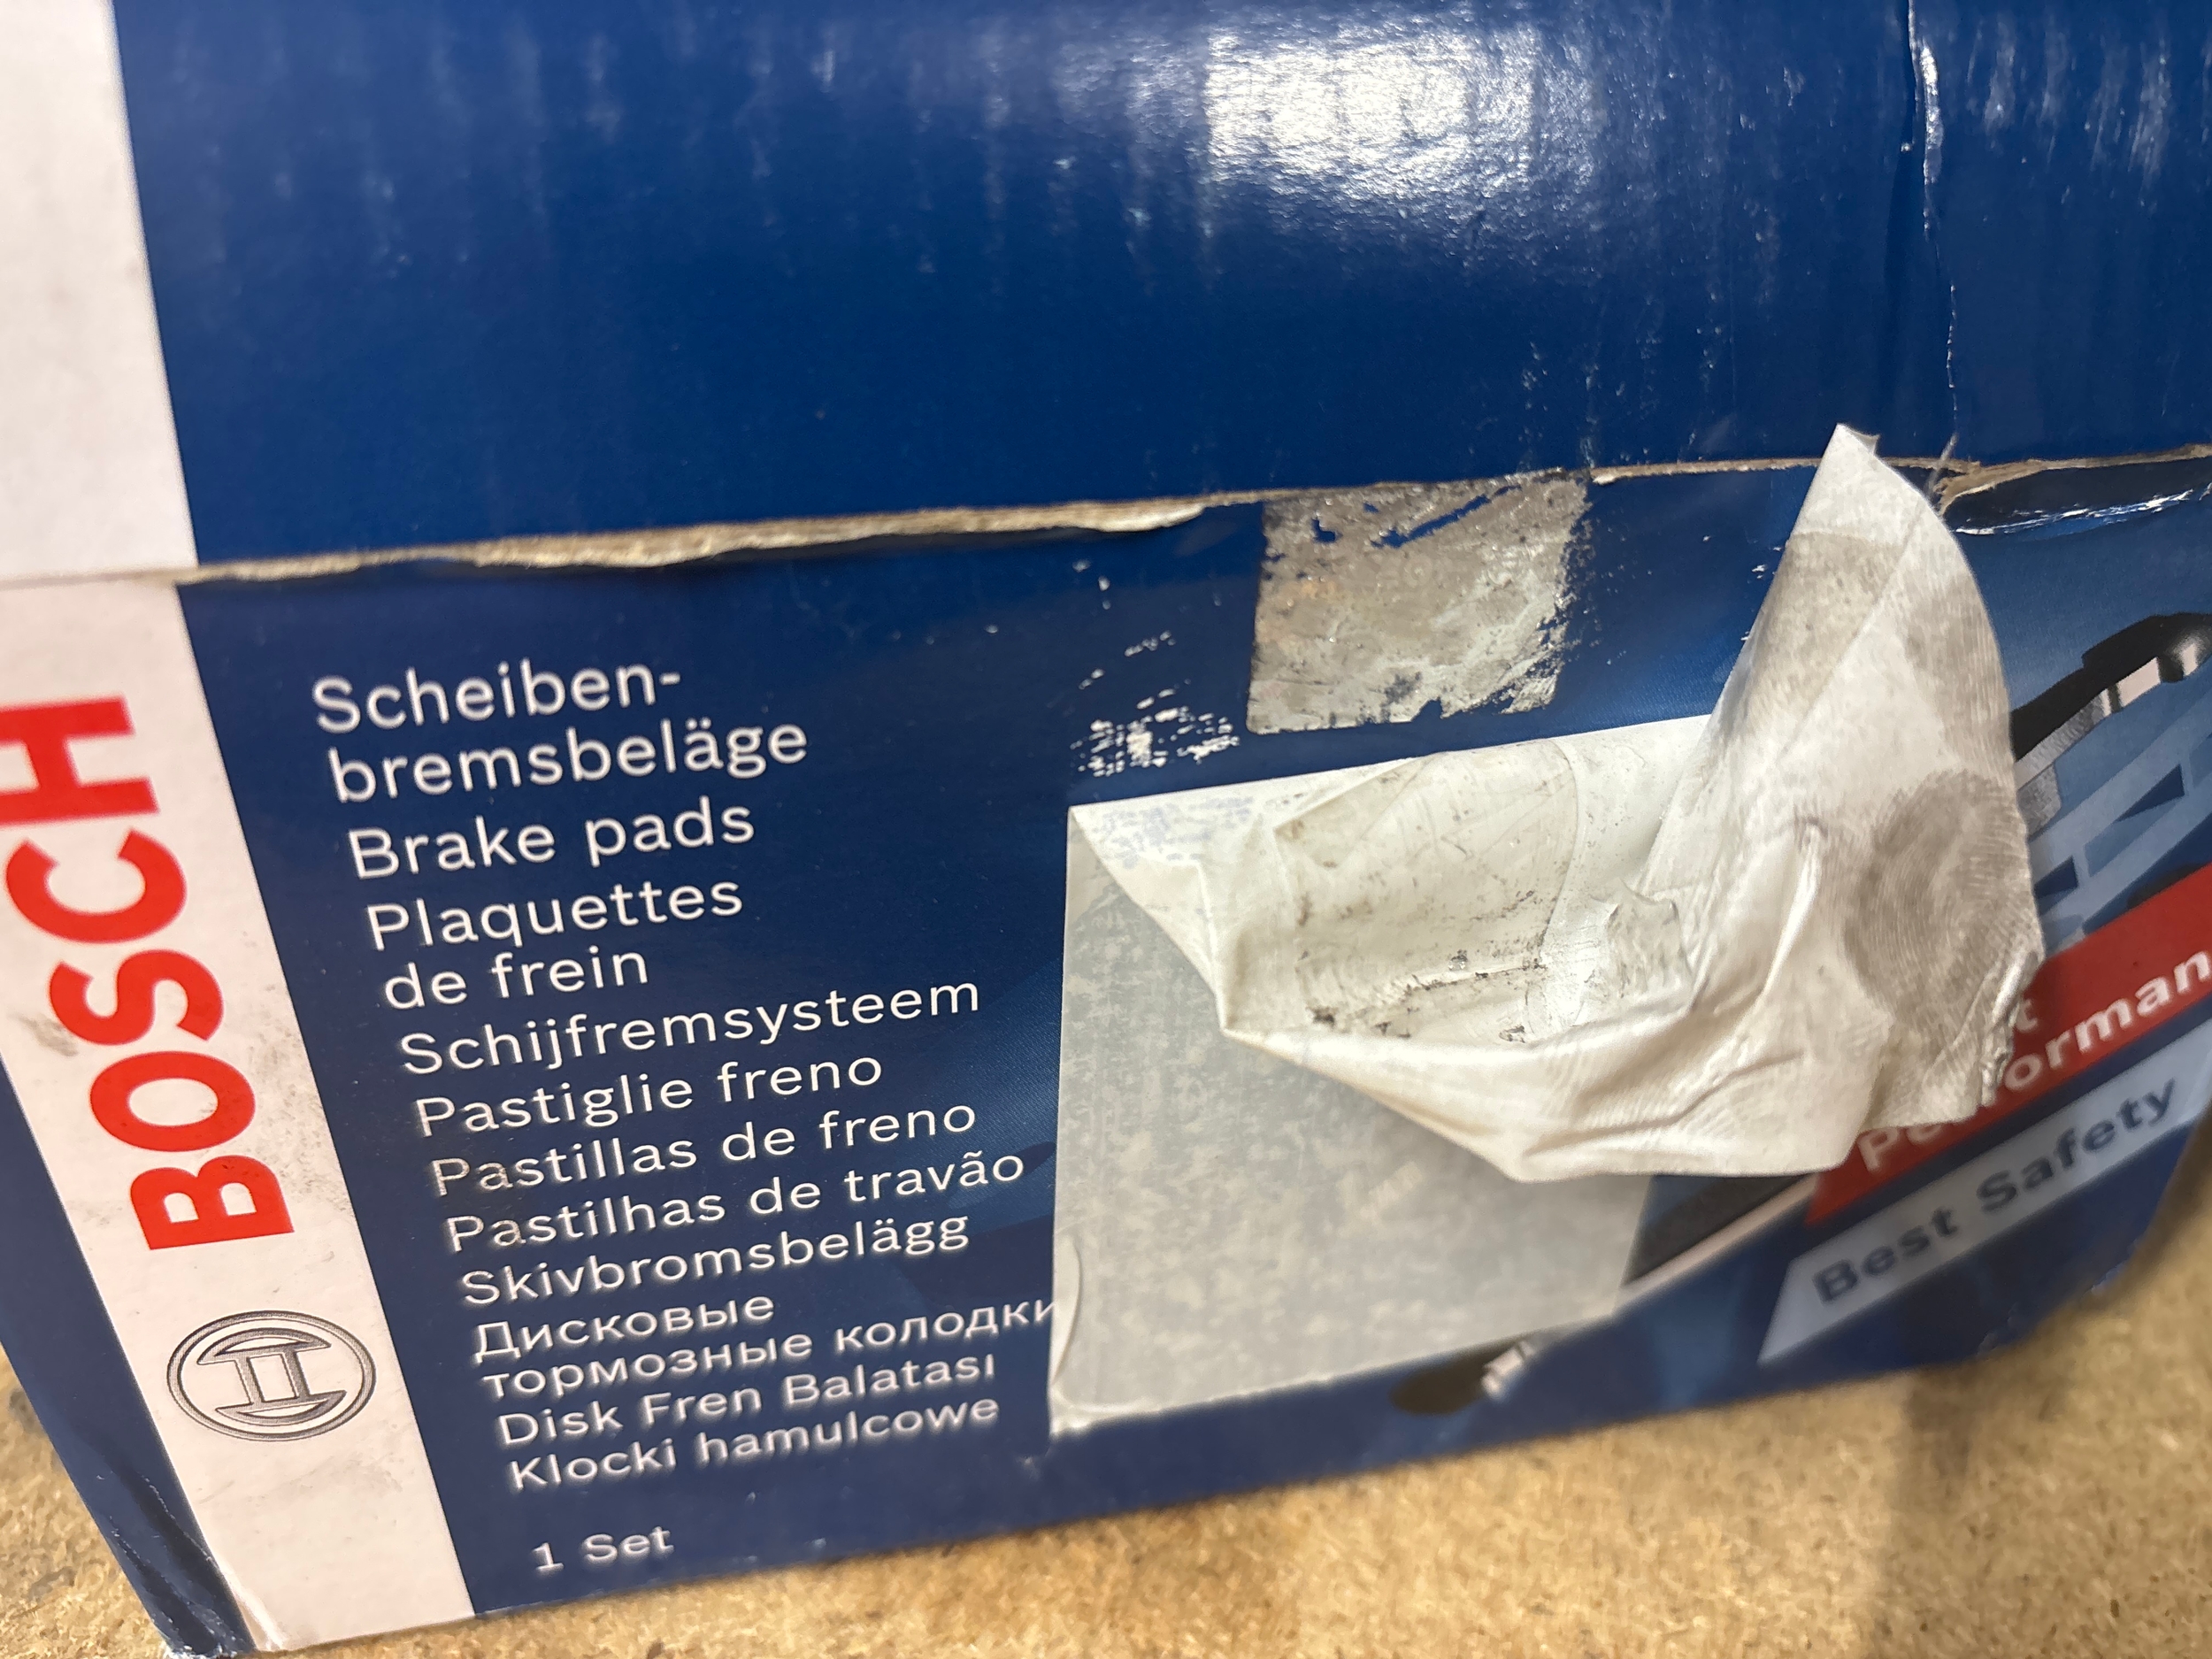 BOSCH
Scheiben-
bremsbeläge
Brake pads
Plaquettes
de frein
Schijfremsysteem
Pastiglie freno
Pastillas de freno
Pastilhas de travão
Skivbromsbelägg
Дисковые
тормозные колодки
Disk Fren Balatası
Klocki hamulcowe
1 Set
Best Safety